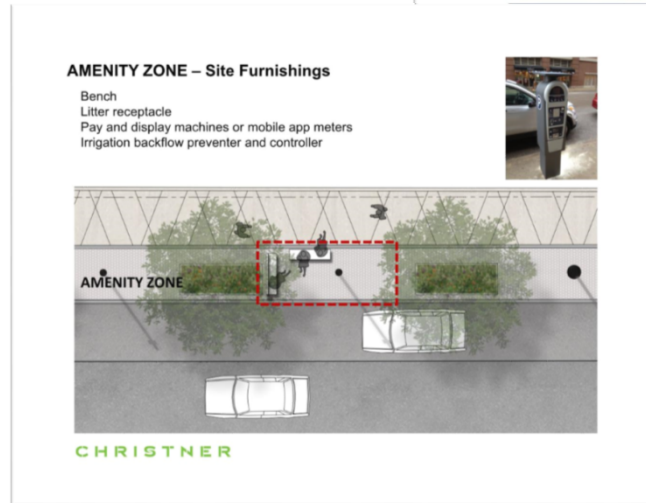 AMENITY ZONE – Site Furnishings
Bench
Litter receptacle
Pay and display machines or mobile app meters
Irrigation backflow preventer and controller
AMENITY ZONE
CHRISTNER